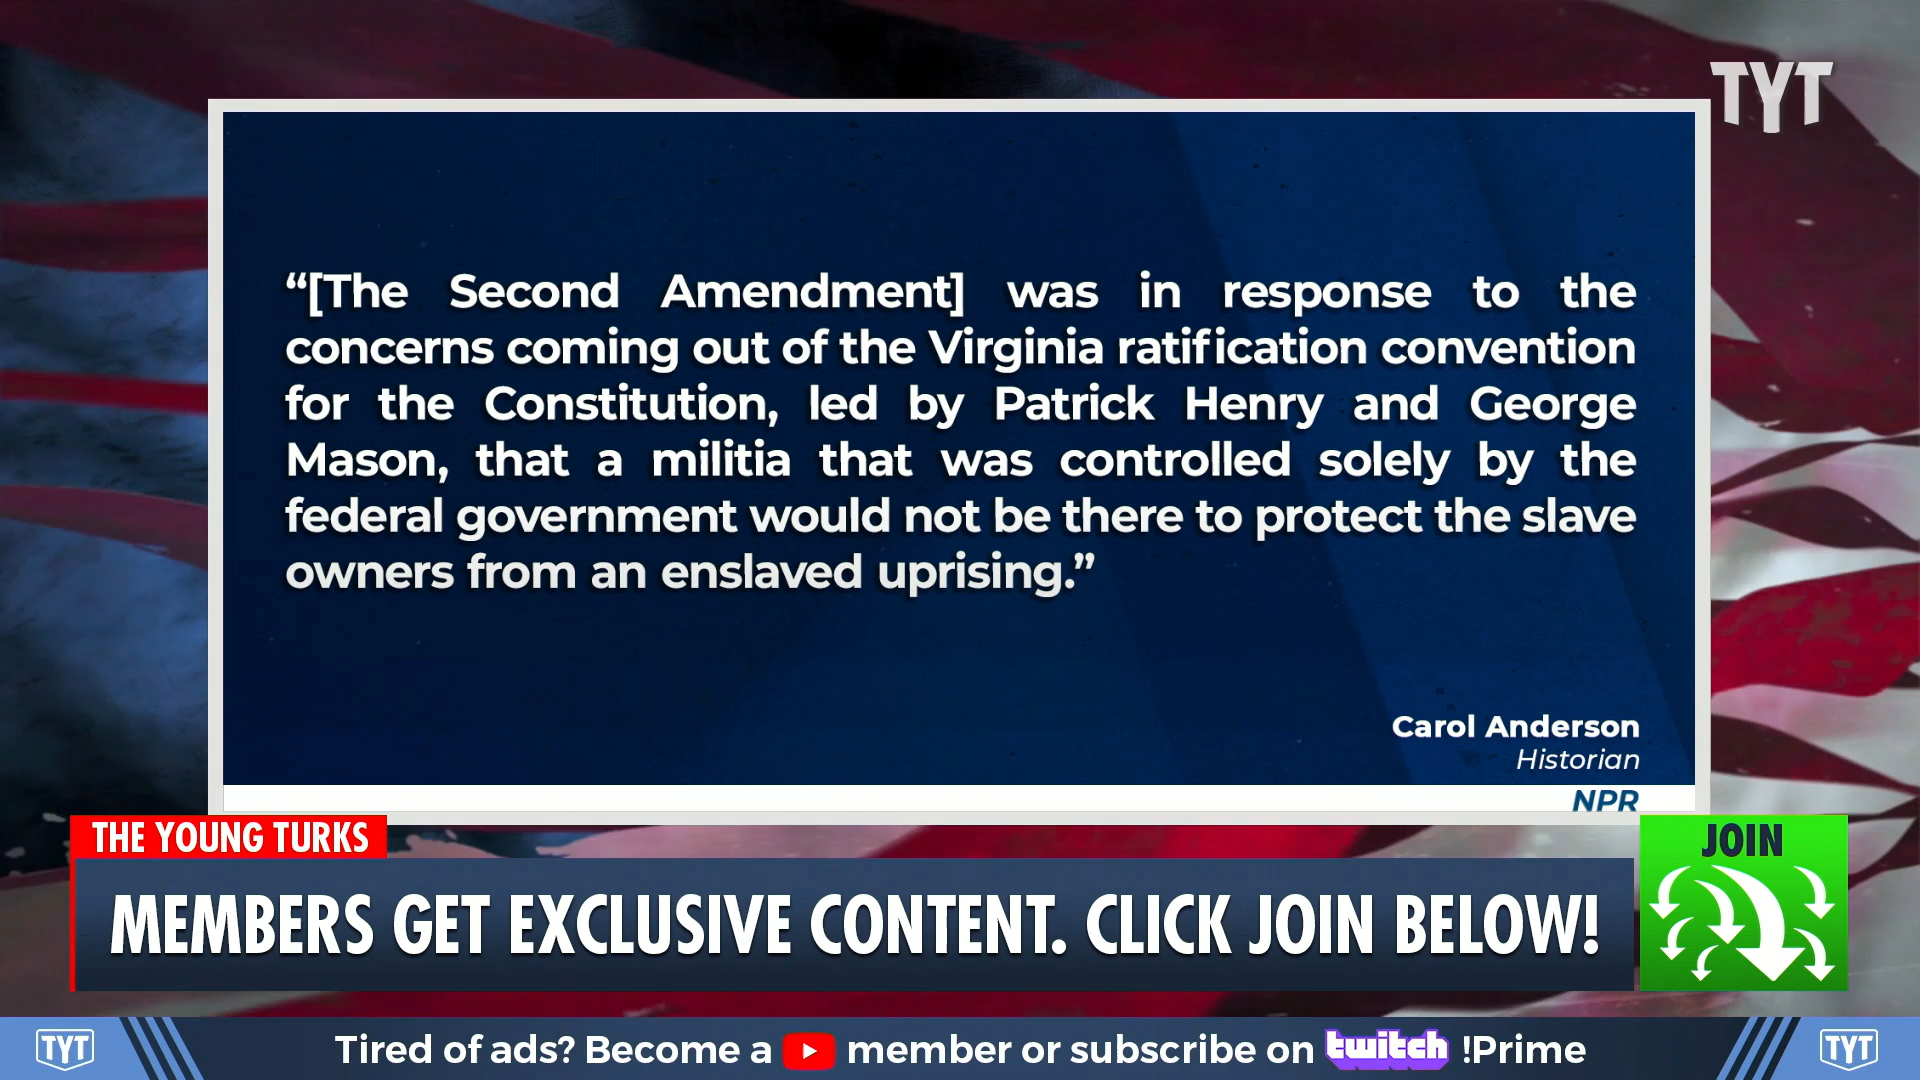 TYT
“[The Second Amendment] was in response to the
concerns coming out of the Virginia ratification convention
for the Constitution, led by Patrick Henry and George
Mason, that a militia that was controlled solely by the
federal government would not be there to protect the slave
owners from an enslaved uprising.”
Carol Anderson
Historian
NPR
THE YOUNG TURKS
MEMBERS GET EXCLUSIVE CONTENT. CLICK JOIN BELOW!
JOIN
TYT
Tired of ads? Become a member or subscribe on twitch !Prime
TYT